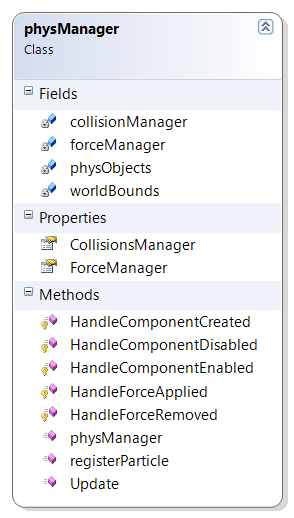 physManager
Class
Fields
collisionManager
forceManager
physObjects
worldBounds
Properties
CollisionsManager
ForceManager
Methods
HandleComponentCreated
HandleComponentDisabled
HandleComponentEnabled
HandleForceApplied
HandleForceRemoved
physManager
registerParticle
Update